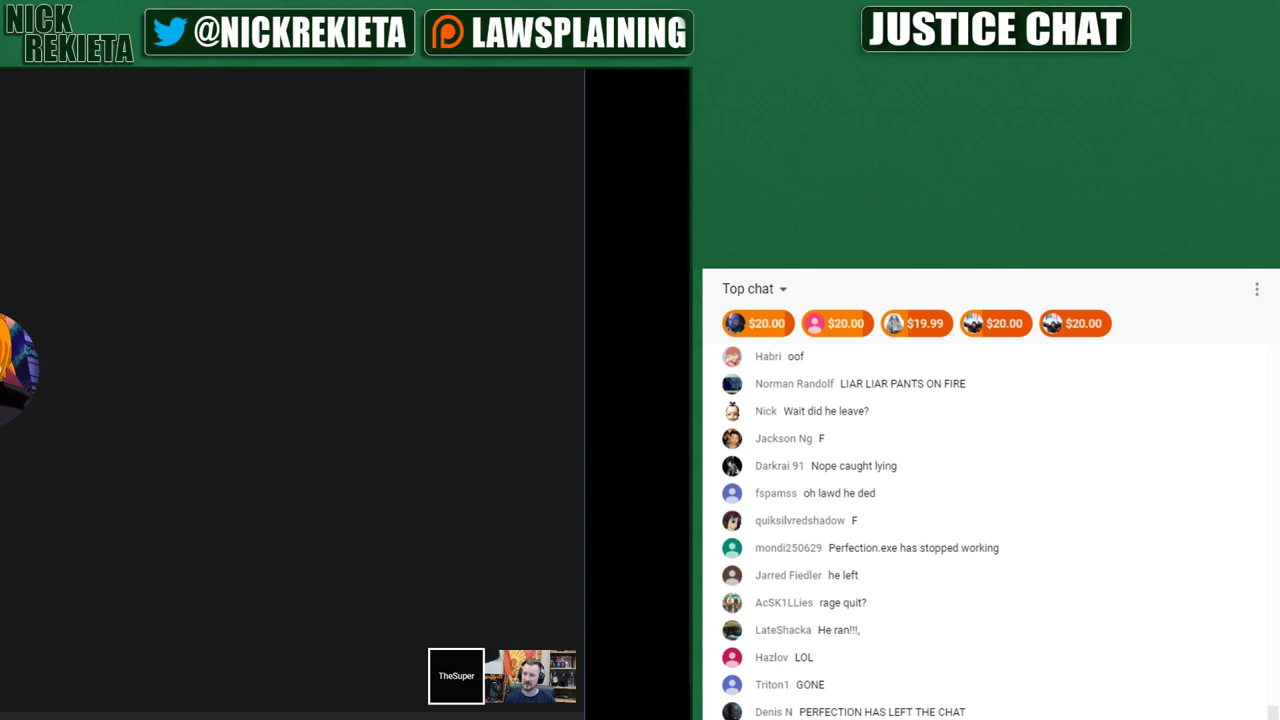 NICK
REKIETA
@NICKREKIETA
LAWSPLAINING
JUSTICE CHAT
Top chat
$20.00
$20.00
$19.99
$20.00
$20.00
Habri oof
Norman Randolf LIAR LIAR PANTS ON FIRE
Nick Wait did he leave?
Jackson Ng F
Darkrai 91 Nope caught lying
fspamss oh lawd he ded
quiksilvredshadow F
mondi250629 Perfection.exe has stopped working
Jarred Fiedler he left
AcSK1LLies rage quit?
LateShacka He ran!!!,
Hazlov LOL
Triton1 GONE
Denis N PERFECTION HAS LEFT THE CHAT
TheSuper